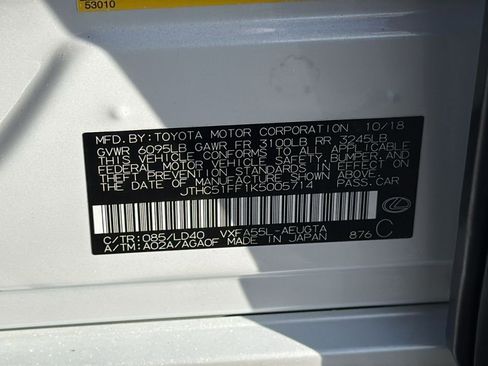 53010
MFD. BY: TOYOTA MOTOR CORPORATION 10/18
GVWR 6095LB GAWR FR 3100LB RR 3245LB
THIS VEHICLE CONFORMS TO ALL APPLICABLE
FEDERAL MOTOR VEHICLE SAFETY, BUMPER, AND
THEFT PREVENTION STANDARDS IN EFFECT ON
THE DATE OF MANUFACTURE SHOWN ABOVE.
JTHC51FF1K5005714 PASS.CAR
C/TR: 085/LD40 VXFA55L-AEUGTA
A/TM: A02A/AGA0F MADE IN JAPAN 876 C